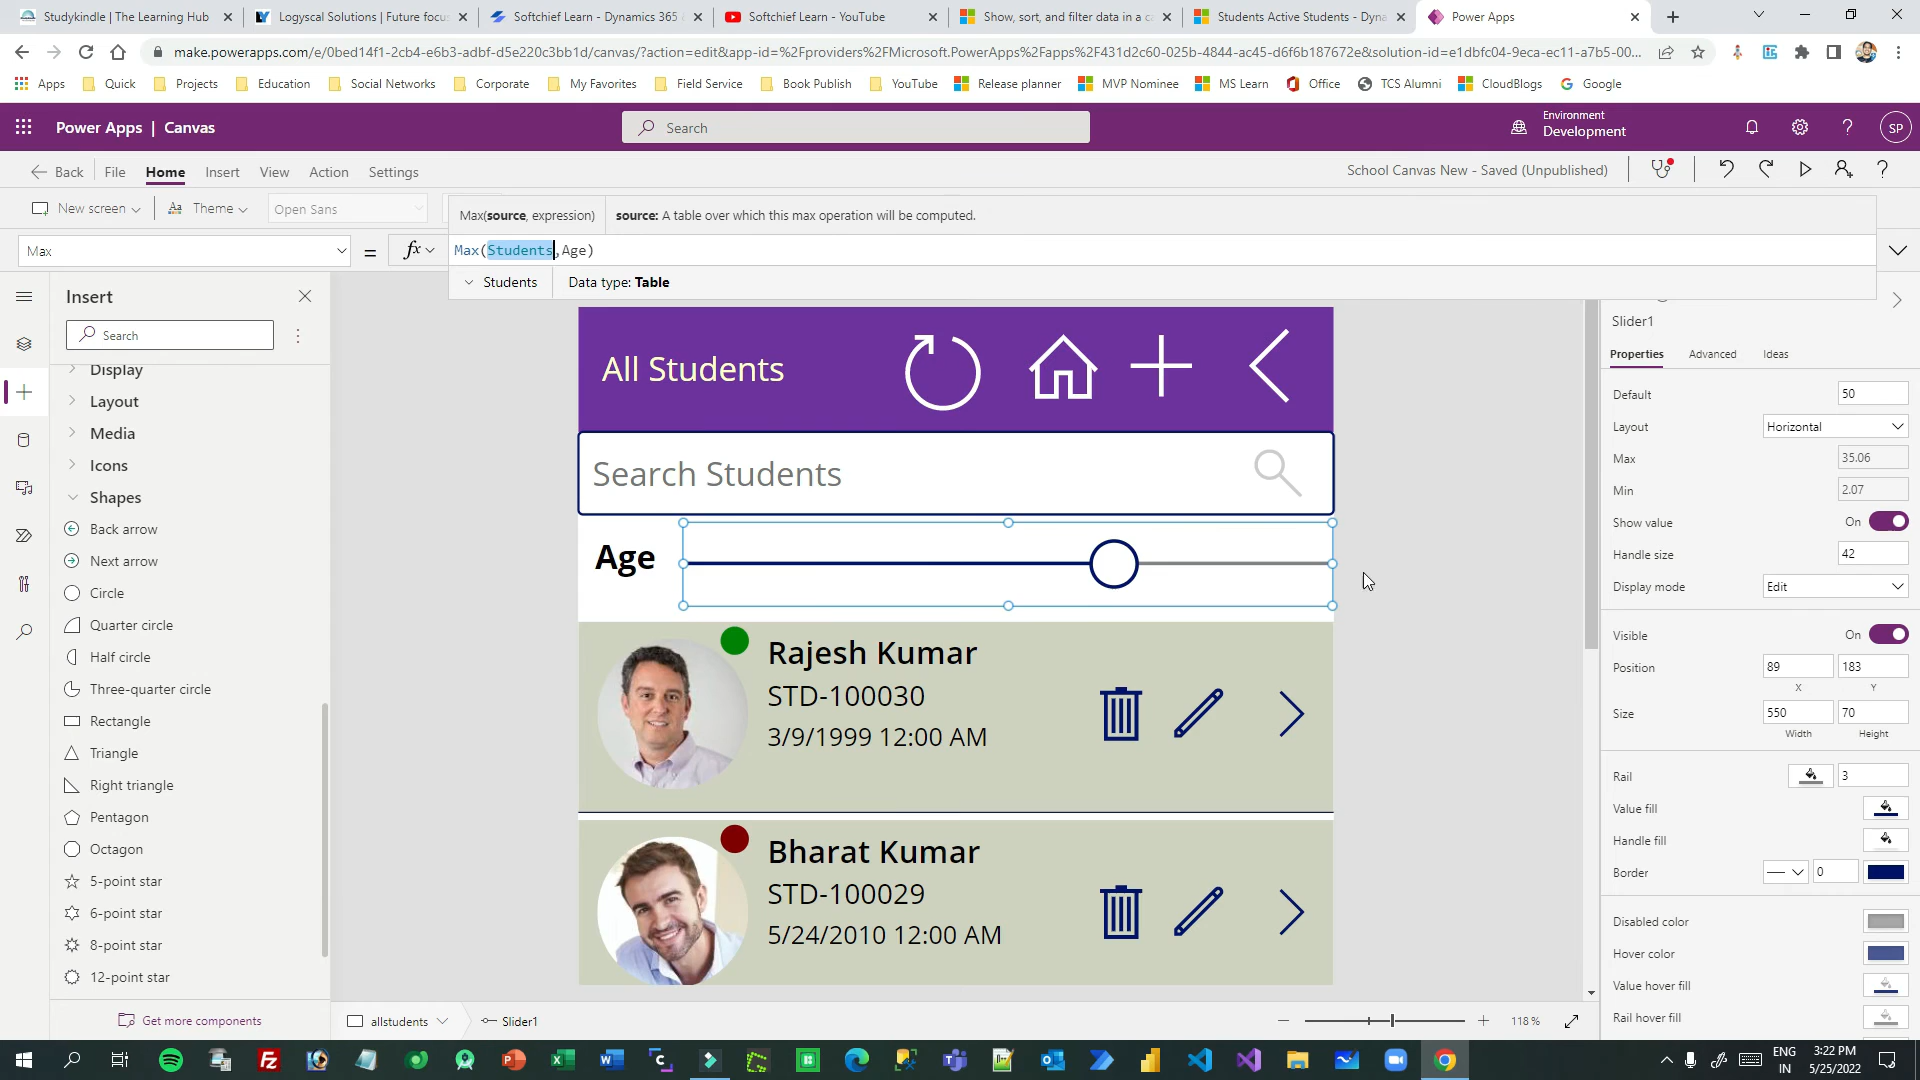 Studykindle | The Learning Hub
Logyscal Solutions | Future focu
Softchief Learn - Dynamics 365
Softchief Learn - YouTube
Show, sort, and filter data in a ca
Students Active Students - Dyna
Power Apps
make.powerapps.com/e/0bed14f1-2cb4-e6b3-adbf-d5e220c3bb1d/canvas/?action=edit&app-id=%2Fproviders%2FMicrosoft.PowerApps%2Fapps%2F431d2c60-025b-4844-ac45-d6f6b187672e&solution-id=e1dbfc04-9eca-ec11-a7b5-00...
Apps
Quick
Projects
Education
Social Networks
Corporate
My Favorites
Field Service
Book Publish
YouTube
Release planner
MVP Nominee
MS Learn
Office
TCS Alumni
CloudBlogs
Google
Power Apps | Canvas
Search
Environment
Development
SP
Back
File
Home
Insert
View
Action
Settings
School Canvas New - Saved (Unpublished)
New screen
Theme
Open Sans
Max(source, expression)
source: A table over which this max operation will be computed.
Max
=
fx
Max(Students,Age)
Students
Data type: Table
Insert
Search
Display
Layout
Media
Icons
Shapes
Back arrow
Next arrow
Circle
Quarter circle
Half circle
Three-quarter circle
Rectangle
Triangle
Right triangle
Pentagon
Octagon
5-point star
6-point star
8-point star
12-point star
Get more components
All Students
Search Students
Age
Rajesh Kumar
STD-100030
3/9/1999 12:00 AM
Bharat Kumar
STD-100029
5/24/2010 12:00 AM
allstudents
Slider1
118 %
Slider1
Properties
Advanced
Ideas
Default
50
Layout
Horizontal
Max
35.06
Min
2.07
Show value
On
Handle size
42
Display mode
Edit
Visible
On
Position
89
183
X
Y
Size
550
70
Width
Height
Rail
3
Value fill
Handle fill
Border
0
Disabled color
Hover color
Value hover fill
Rail hover fill
ENG
IN
3:22 PM
5/25/2022